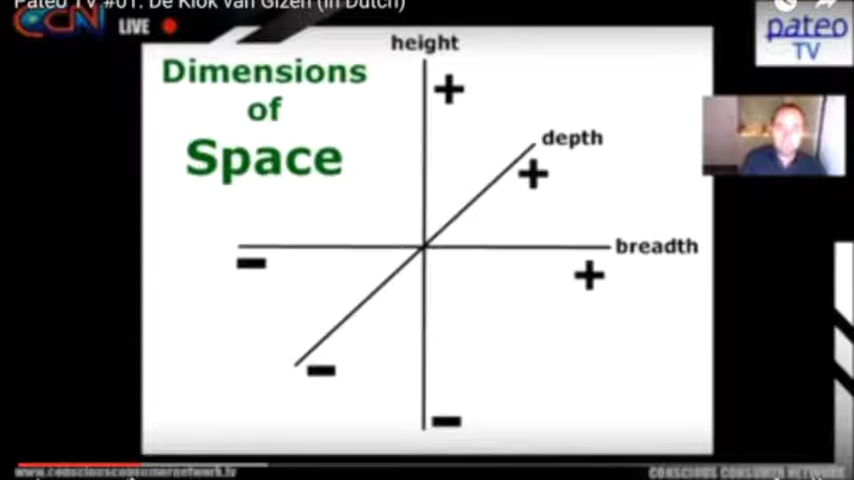 Pateo TV #01: De Klok van Gizeh (in Dutch)
CCN LIVE
pateo
TV
height
Dimensions
of
Space
+
depth
+
breadth
-
+
-
-
www.consciousconsumernetwork.tv
CONSCIOUS CONSUMER NETWORK